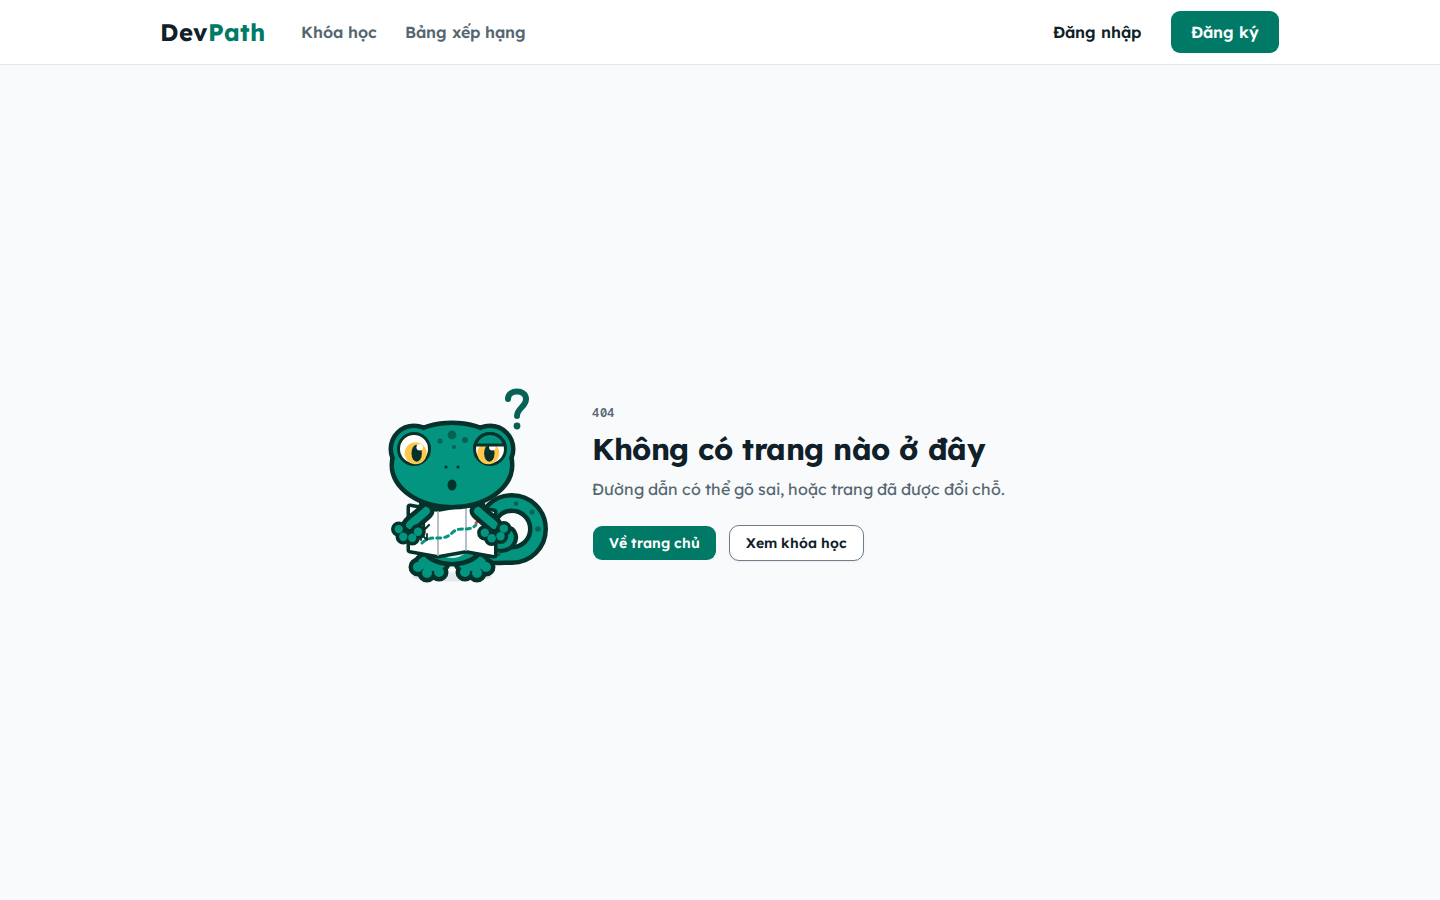 DevPath
Khóa học
Bảng xếp hạng
Đăng nhập
Đăng ký
?
404
Không có trang nào ở đây
Đường dẫn có thể gõ sai, hoặc trang đã được đổi chỗ.
Về trang chủ
Xem khóa học